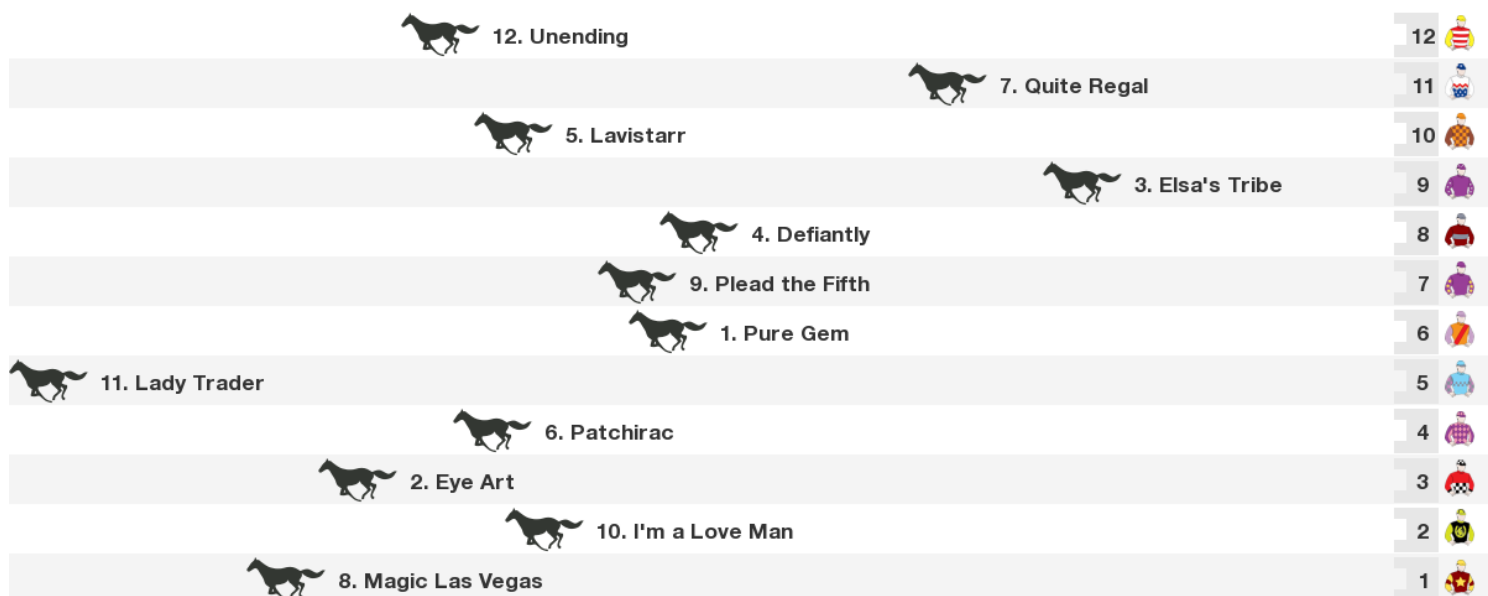 12. Unending 12
7. Quite Regal 11
5. Lavistarr 10
3. Elsa's Tribe 9
4. Defiantly 8
9. Plead the Fifth 7
1. Pure Gem 6
11. Lady Trader 5
6. Patchirac 4
2. Eye Art 3
10. I'm a Love Man 2
8. Magic Las Vegas 1